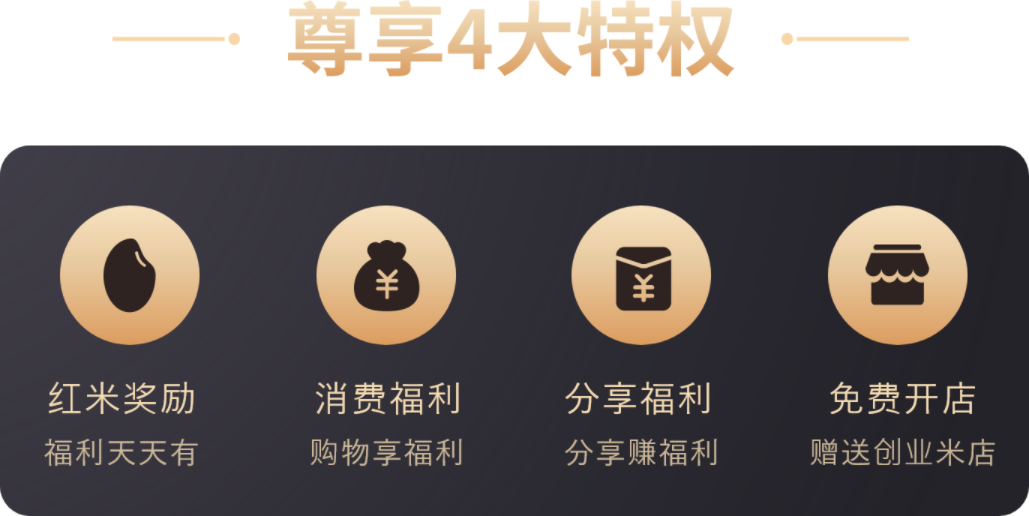 尊享4大特权
红米奖励
福利天天有
消费福利
购物享福利
分享福利
分享赚福利
免费开店
赠送创业米店